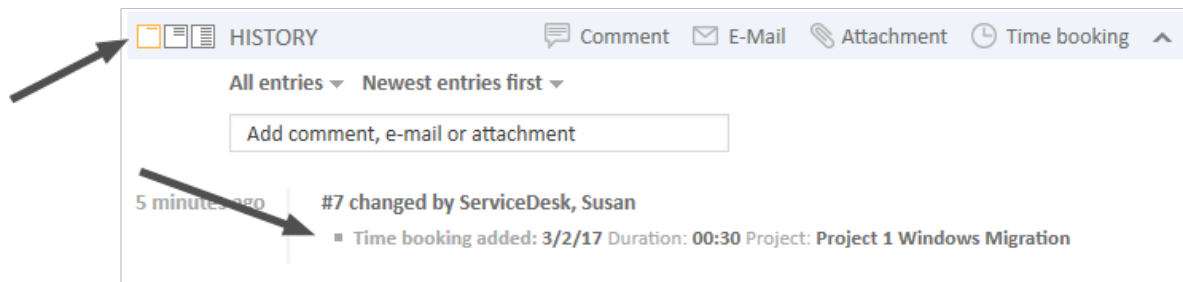 HISTORY Comment E-Mail Attachment Time booking
All entries Newest entries first
Add comment, e-mail or attachment
5 minutes ago #7 changed by ServiceDesk, Susan
Time booking added: 3/2/17 Duration: 00:30 Project: Project 1 Windows Migration